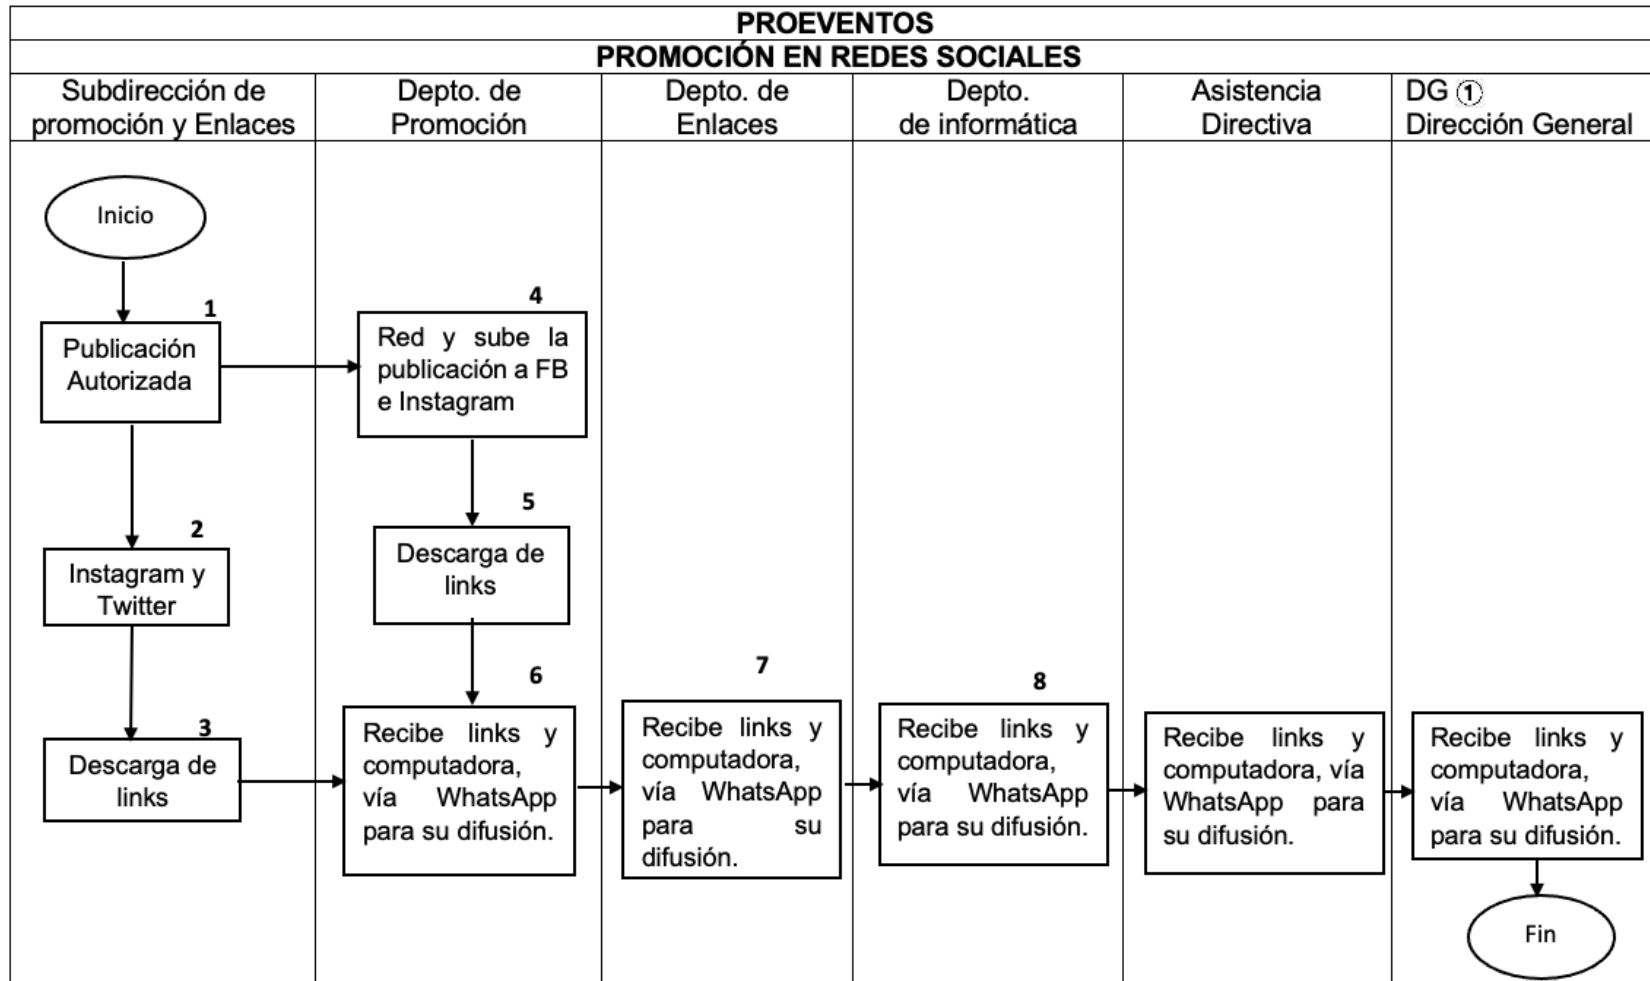 PROEVENTOS
PROMOCIÓN EN REDES SOCIALES
Subdirección de
promoción y Enlaces
Depto. de
Promoción
Depto. de
Enlaces
Depto.
de informática
Asistencia
Directiva
DG ①
Dirección General
Inicio
1
Publicación
Autorizada
2
Instagram y
Twitter
3
Descarga de
links
4
Red y sube la
publicación a FB
e Instagram
5
Descarga de
links
6
Recibe links y
computadora,
vía WhatsApp
para su difusión.
7
Recibe links y
computadora,
vía WhatsApp
para su
difusión.
8
Recibe links y
computadora,
vía WhatsApp
para su difusión.
Recibe links y
computadora, vía
WhatsApp para
su difusión.
Recibe links y
computadora,
vía WhatsApp
para su difusión.
Fin